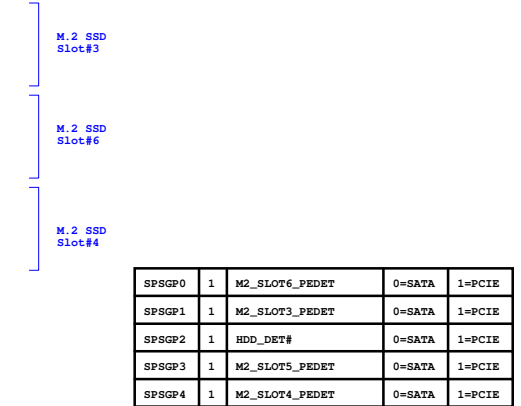 M.2 SSD
Slot#3
M.2 SSD
Slot#6
M.2 SSD
Slot#4
SPSGP0 1 M2_SLOT6_PEDET 0=SATA 1=PCIE
SPSGP1 1 M2_SLOT3_PEDET 0=SATA 1=PCIE
SPSGP2 1 HDD_DET# 0=SATA 1=PCIE
SPSGP3 1 M2_SLOT5_PEDET 0=SATA 1=PCIE
SPSGP4 1 M2_SLOT4_PEDET 0=SATA 1=PCIE